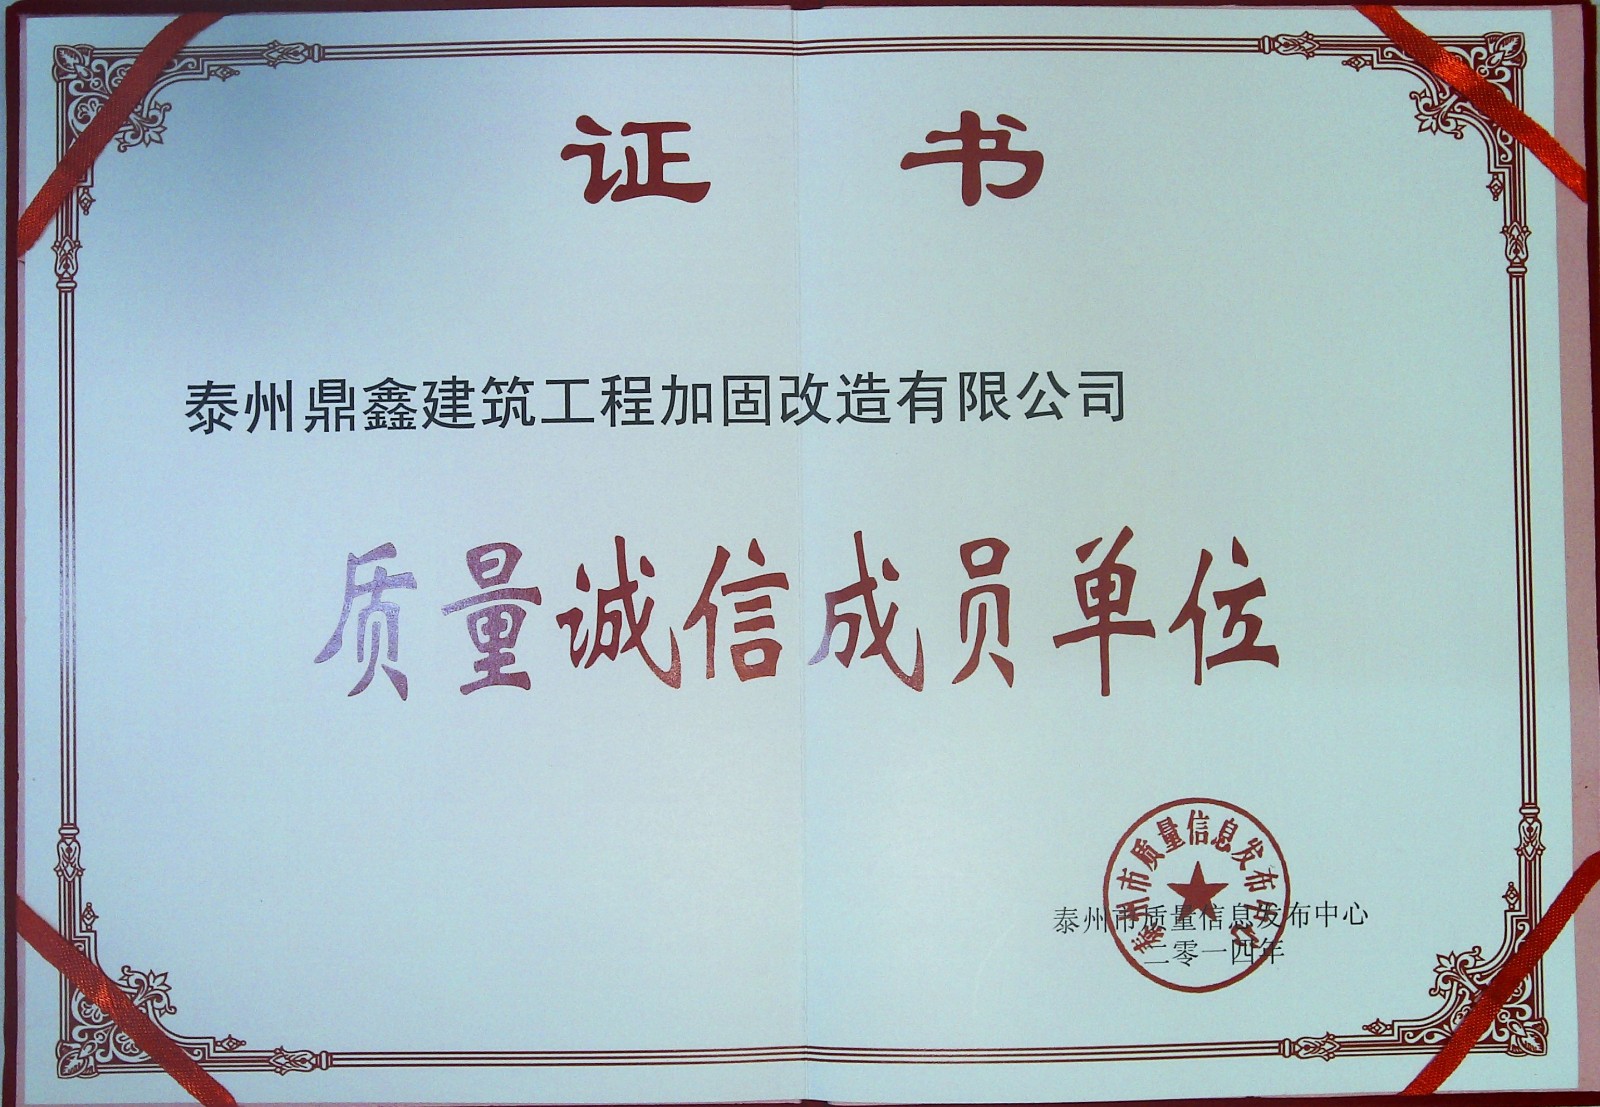 证书
泰州鼎鑫建筑工程加固改造有限公司
质量诚信成员单位
泰州市质量信息发布中心
泰州市质量信息发布中心
二零一四年